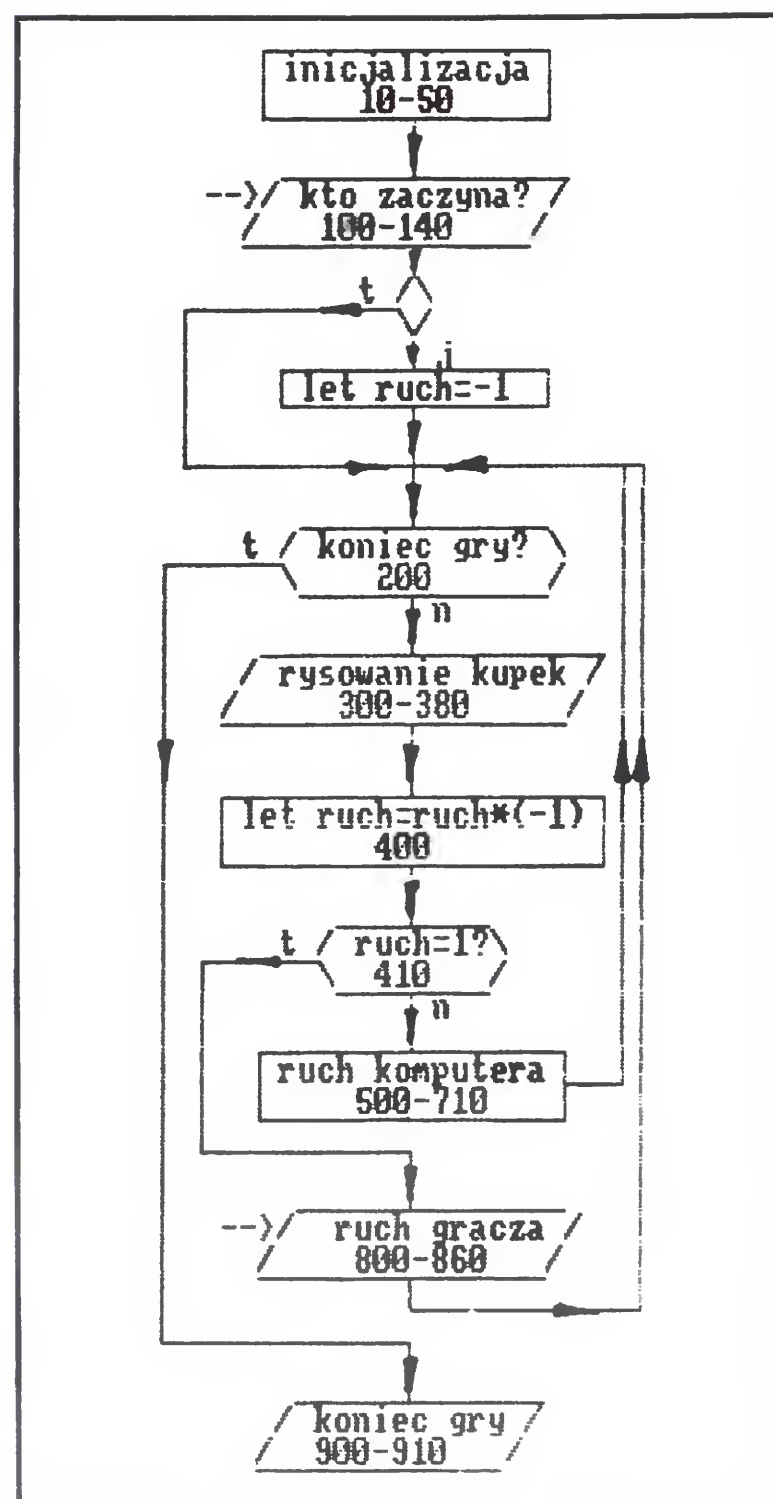 inicjalizacja
10-50
--> kto zaczyna?
100-140
t
j
let ruch=-1
t
koniec gry?
200
n
rysowanie kupek
300-380
let ruch=ruch*(-1)
400
t
ruch=1?
410
n
ruch komputera
500-710
--> ruch gracza
800-860
koniec gry
900-910